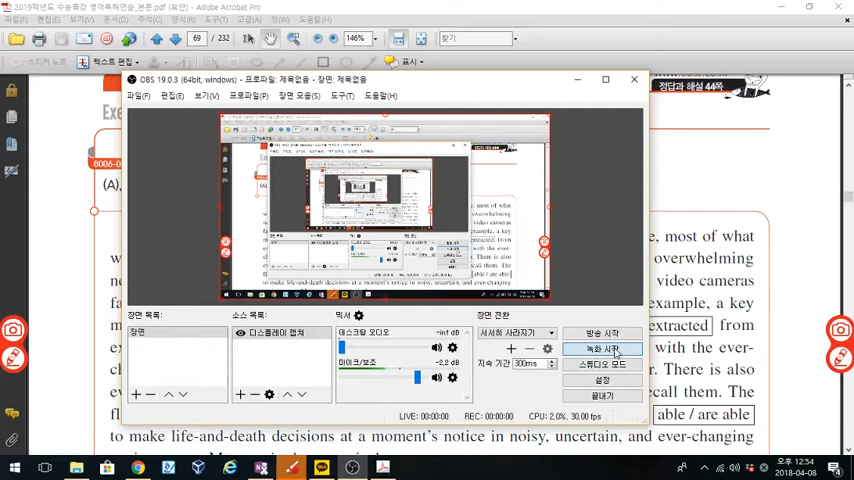 2019학년도 수능특강 영어독해연습_본문.pdf (보안) - Adobe Acrobat Pro
파일(F) 편집(E) 보기(V) 문서(D) 주석(C) 양식(R) 도구(T) 고급(A) 창(W) 도움말(H)
69 / 232 146% 찾기
스티커 노트 텍스트 편집 표시
정답과 해설 44쪽
Exe
8006-0
(A),
OBS 19.0.3 (64bit, windows) - 프로파일: 제목없음 - 장면: 제목없음
파일(F) 편집(E) 보기(V) 프로파일(P) 장면 모음(S) 도구(T) 도움말(H)
장면 목록: 소스 목록: 믹서 장면 전환
장면
디스플레이 캡쳐
데스크탑 오디오 -inf dB
마이크/보조 -2.2 dB
서서히 사라지기
지속 기간 300ms
방송 시작
녹화 시작
스튜디오 모드
설정
끝내기
LIVE: 00:00:00 REC: 00:00:00 CPU: 2.0%, 30.00 fps
e, most of what
overwhelming
video cameras
example, a key
extracted from
with the ever-
r. There is also
ecall them. The
able / are able
to make life-and-death decisions at a moment's notice in noisy, uncertain, and ever-changing
오후 12:54
2018-04-08